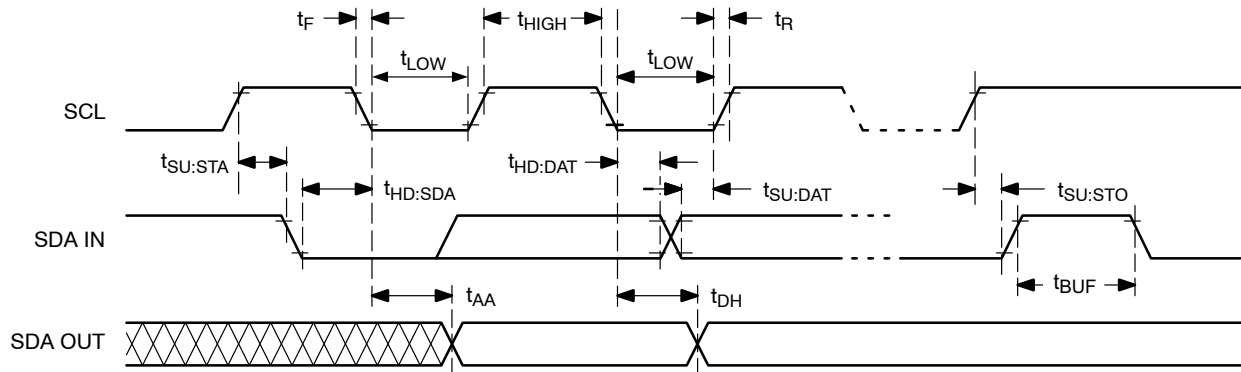 tF
tHIGH
tR
tLOW
tLOW
SCL
tSU:STA
tHD:DAT
tHD:SDA
tSU:DAT
tSU:STO
SDA IN
tBUF
tAA
tDH
SDA OUT